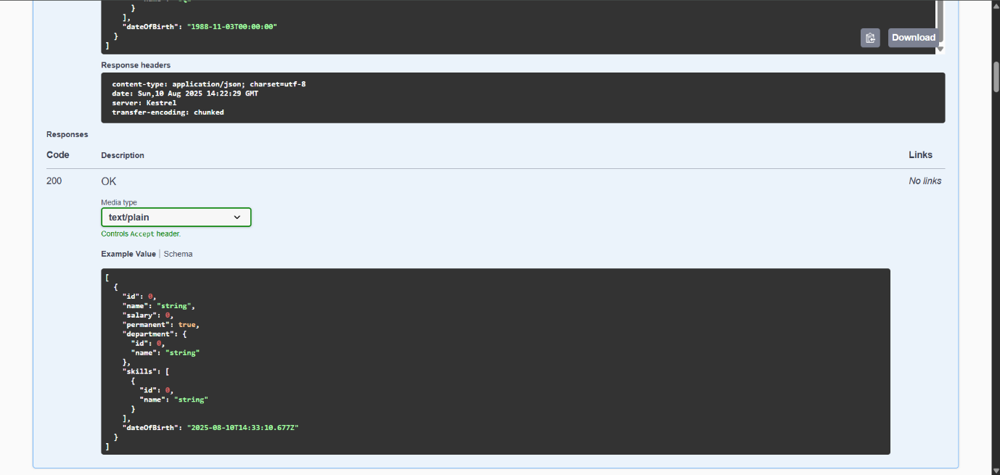 }
],
"dateOfBirth": "1988-11-03T00:00:00"
}
]
Download
Response headers
content-type: application/json; charset=utf-8
date: Sun,10 Aug 2025 14:22:29 GMT
server: Kestrel
transfer-encoding: chunked
Responses
Code Description Links
200 OK No links
Media type
text/plain
Controls Accept header.
Example Value | Schema
[
{
"id": 0,
"name": "string",
"salary": 0,
"permanent": true,
"department": {
"id": 0,
"name": "string"
},
"skills": [
{
"id": 0,
"name": "string"
}
],
"dateOfBirth": "2025-08-10T14:33:10.677Z"
}
]